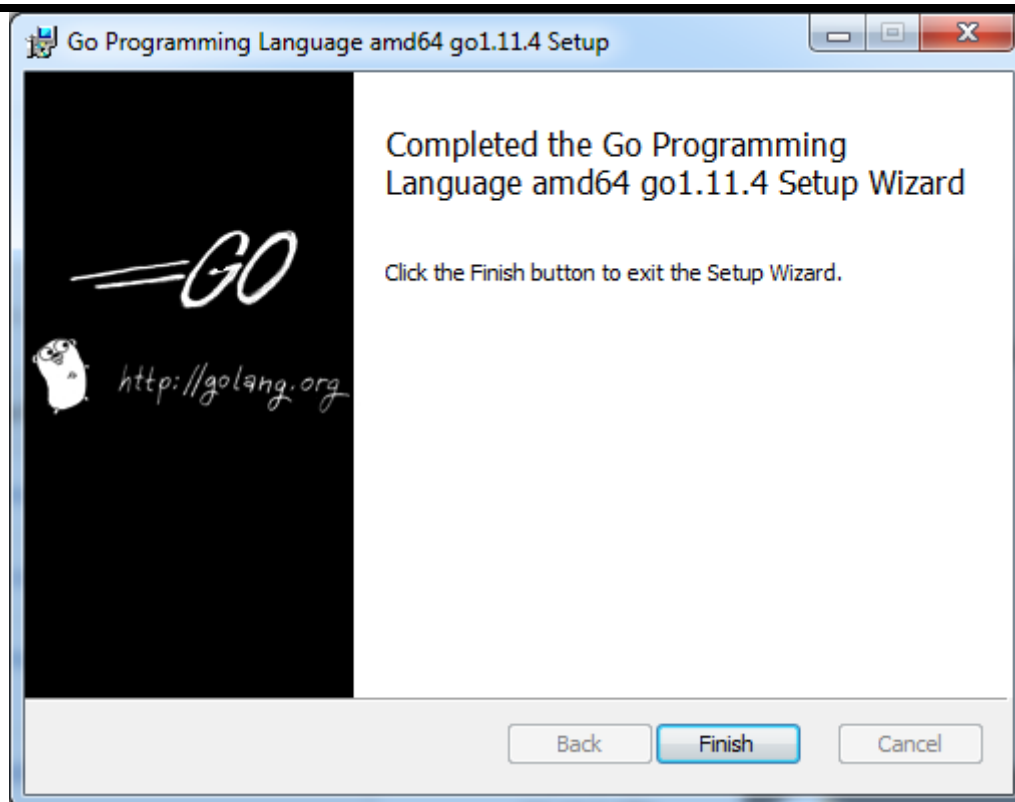 Go Programming Language amd64 go1.11.4 Setup
Completed the Go Programming
Language amd64 go1.11.4 Setup Wizard
Click the Finish button to exit the Setup Wizard.
GO
http://golang.org
Back
Finish
Cancel